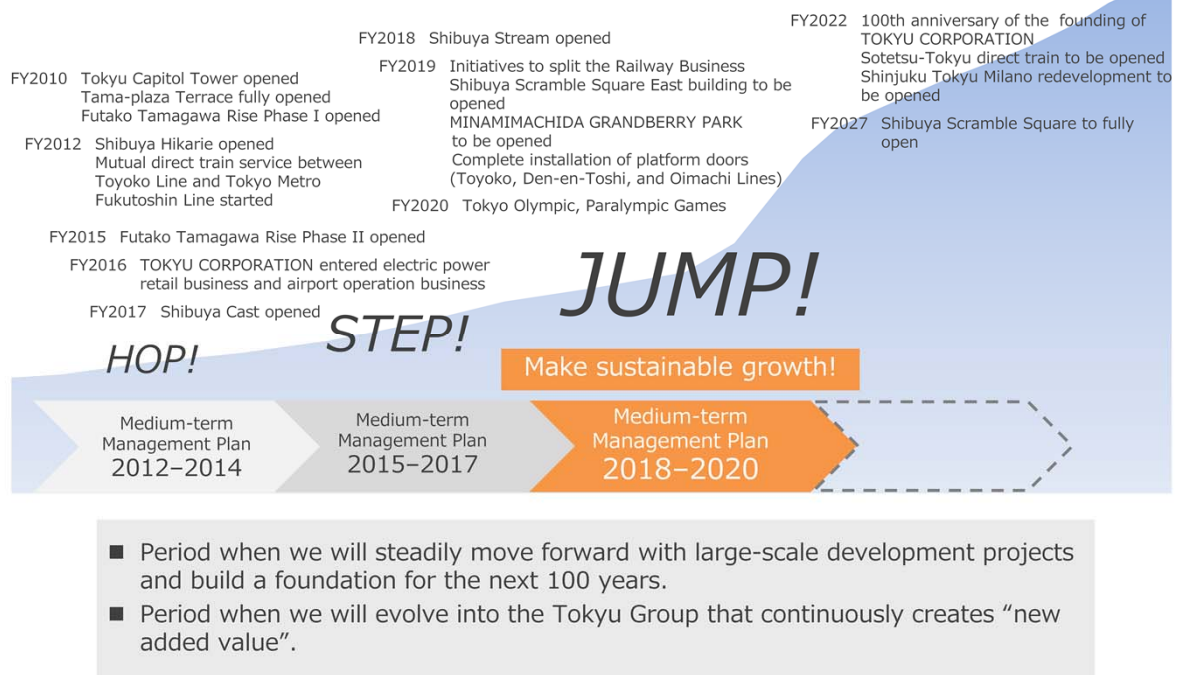 FY2010 Tokyu Capitol Tower opened
Tama-plaza Terrace fully opened
Futako Tamagawa Rise Phase I opened
FY2012 Shibuya Hikarie opened
Mutual direct train service between
Toyoko Line and Tokyo Metro
Fukutoshin Line started
FY2015 Futako Tamagawa Rise Phase II opened
FY2016 TOKYU CORPORATION entered electric power
retail business and airport operation business
FY2017 Shibuya Cast opened
FY2018 Shibuya Stream opened
FY2019 Initiatives to split the Railway Business
Shibuya Scramble Square East building to be
opened
MINAMIMACHIDA GRANDBERRY PARK
to be opened
Complete installation of platform doors
(Toyoko, Den-en-Toshi, and Oimachi Lines)
FY2020 Tokyo Olympic, Paralympic Games
FY2022 100th anniversary of the founding of
TOKYU CORPORATION
Sotetsu-Tokyu direct train to be opened
Shinjuku Tokyu Milano redevelopment to
be opened
FY2027 Shibuya Scramble Square to fully
open
HOP!
STEP!
JUMP!
Make sustainable growth!
Medium-term
Management Plan
2012–2014
Medium-term
Management Plan
2015–2017
Medium-term
Management Plan
2018–2020
■ Period when we will steadily move forward with large-scale development projects
and build a foundation for the next 100 years.
■ Period when we will evolve into the Tokyu Group that continuously creates “new
added value”.